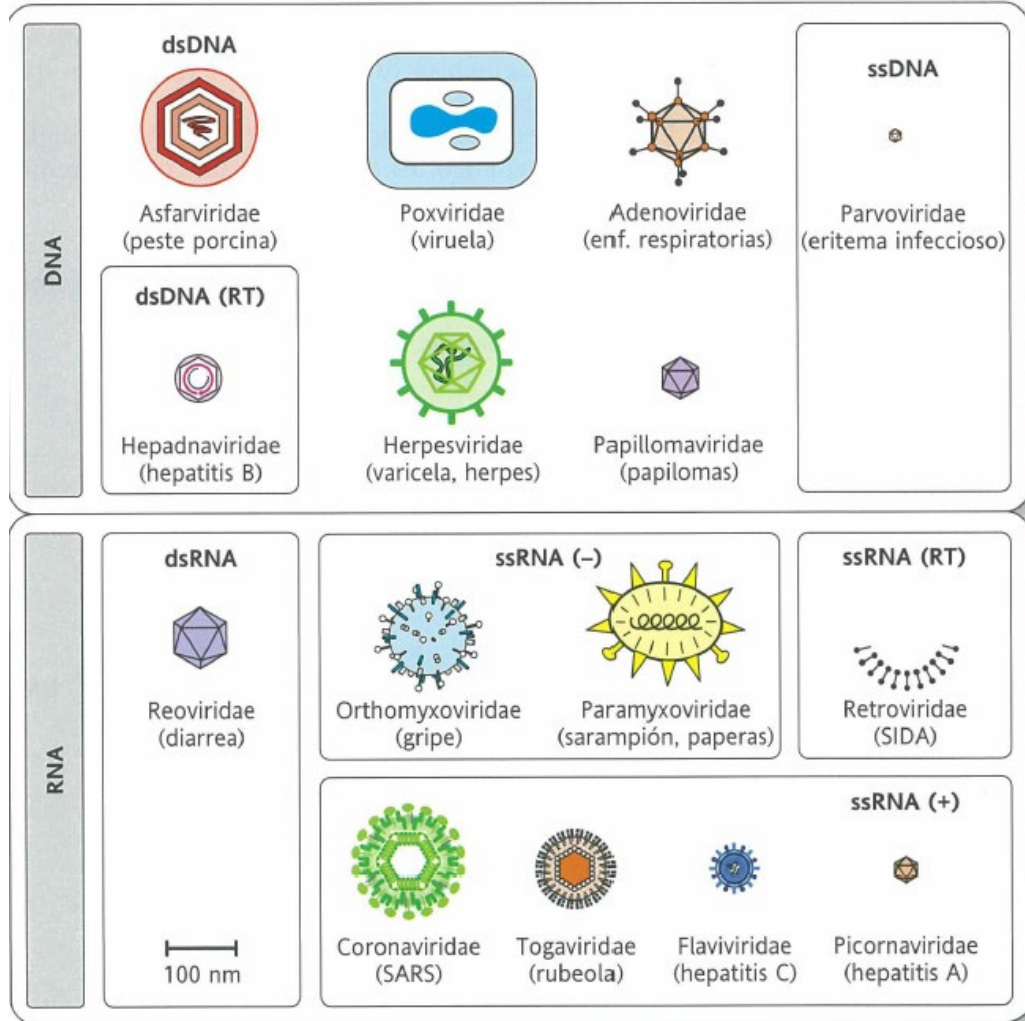 DNA
dsDNA
Asfarviridae
(peste porcina)
Poxviridae
(viruela)
Adenoviridae
(enf. respiratorias)
ssDNA
Parvoviridae
(eritema infeccioso)
dsDNA (RT)
Hepadnaviridae
(hepatitis B)
Herpesviridae
(varicela, herpes)
Papillomaviridae
(papilomas)
RNA
dsRNA
Reoviridae
(diarrea)
100 nm
ssRNA (–)
Orthomyxoviridae
(gripe)
Paramyxoviridae
(sarampión, paperas)
ssRNA (RT)
Retroviridae
(SIDA)
ssRNA (+)
Coronaviridae
(SARS)
Togaviridae
(rubeola)
Flaviviridae
(hepatitis C)
Picornaviridae
(hepatitis A)